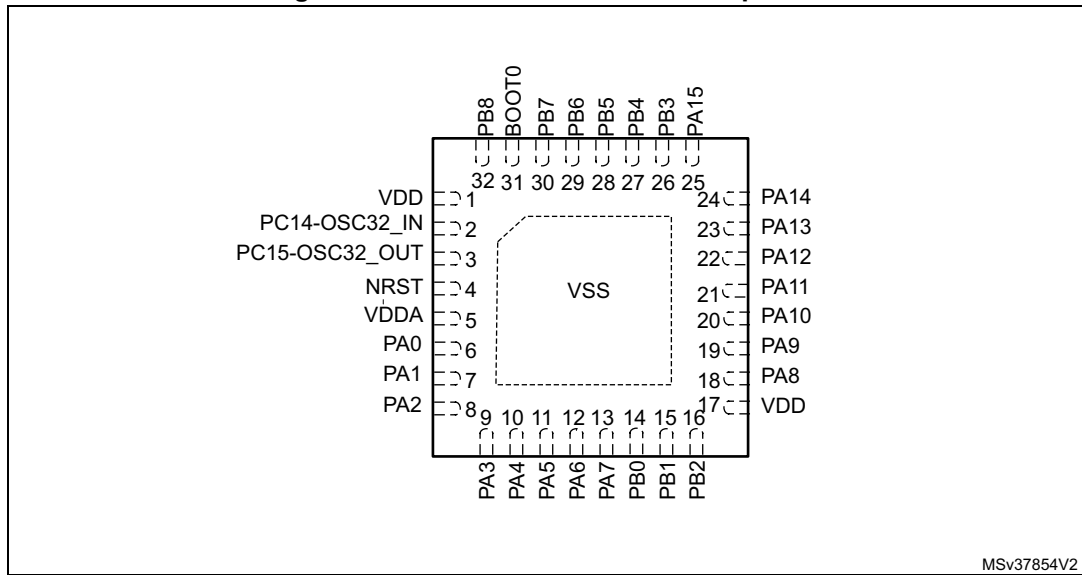 PB8
BOOT0
PB7
PB6
PB5
PB4
PB3
PA15
32 31 30 29 28 27 26 25
VDD 1
PC14-OSC32_IN 2
PC15-OSC32_OUT 3
NRST 4
VDDA 5
PA0 6
PA1 7
PA2 8
VSS
24 PA14
23 PA13
22 PA12
21 PA11
20 PA10
19 PA9
18 PA8
17 VDD
9 10 11 12 13 14 15 16
PA3
PA4
PA5
PA6
PA7
PB0
PB1
PB2
MSv37854V2